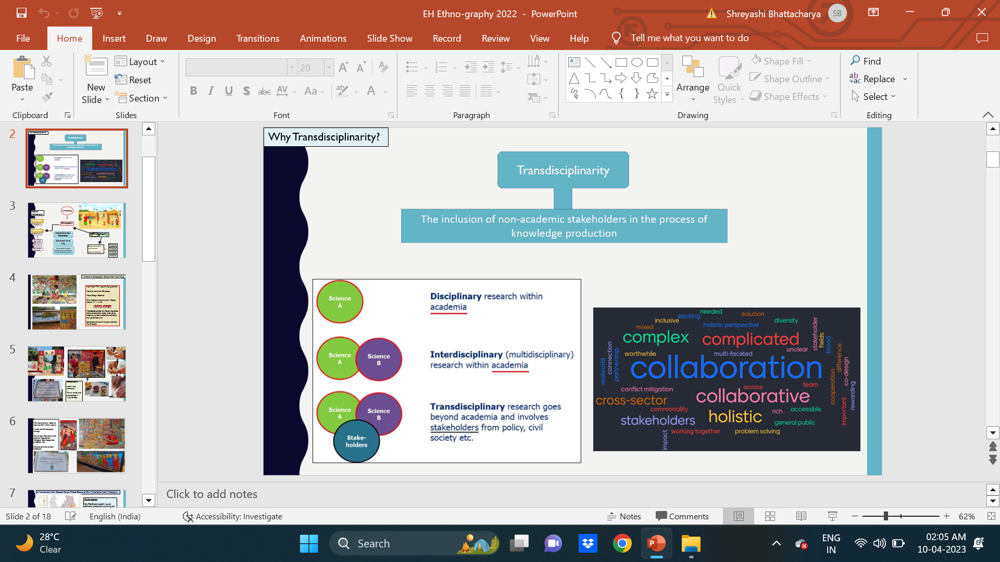 EH Ethno-graphy 2022 - PowerPoint
Shreyashi Bhattacharya
SB
File
Home
Insert
Draw
Design
Transitions
Animations
Slide Show
Record
Review
View
Help
Tell me what you want to do
Paste
Clipboard
New
Slide
Layout
Reset
Section
Slides
20
Font
Paragraph
Arrange
Quick
Styles
Shape Fill
Shape Outline
Shape Effects
Drawing
Find
Replace
Select
Editing
2
3
4
5
6
7
Why Transdisciplinarity?
Transdisciplinarity
The inclusion of non-academic stakeholders in the process of
knowledge production
Science
A
Disciplinary research within
academia
Science
A
Science
B
Interdisciplinary (multidisciplinary)
research within academia
Science
A
Science
B
Stake-
holders
Transdisciplinary research goes
beyond academia and involves
stakeholders from policy, civil
society etc.
needed
exciting
solution
inclusive
diversity
mixed
holistic perspective
stakeholder
fields
broad
complex
complicated
unclear
worthwhile
multi-faceted
connection
realworld
partnership
collaboration
difference
co-design
cooperation
conflict mitigation
across
team
rewarding
cross-sector
collaborative
important
commonality
rich
accessible
stakeholders
holistic
general public
impact
working together
problem solving
Click to add notes
Slide 2 of 18
English (India)
Accessibility: Investigate
Notes
Comments
62%
28°C
Clear
Search
ENG
IN
02:05 AM
10-04-2023